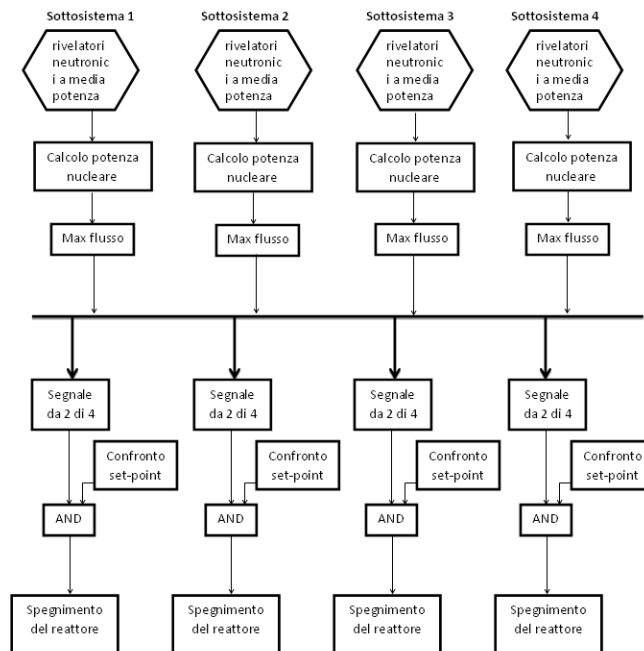 Sottosistema 1
Sottosistema 2
Sottosistema 3
Sottosistema 4
rivelatori
neutronic
i a media
potenza
rivelatori
neutronic
i a media
potenza
rivelatori
neutronic
i a media
potenza
rivelatori
neutronic
i a media
potenza
Calcolo potenza
nucleare
Calcolo potenza
nucleare
Calcolo potenza
nucleare
Calcolo potenza
nucleare
Max flusso
Max flusso
Max flusso
Max flusso
Segnale
da 2 di 4
Segnale
da 2 di 4
Segnale
da 2 di 4
Segnale
da 2 di 4
Confronto
set-point
Confronto
set-point
Confronto
set-point
Confronto
set-point
AND
AND
AND
AND
Spegnimento
del reattore
Spegnimento
del reattore
Spegnimento
del reattore
Spegnimento
del reattore